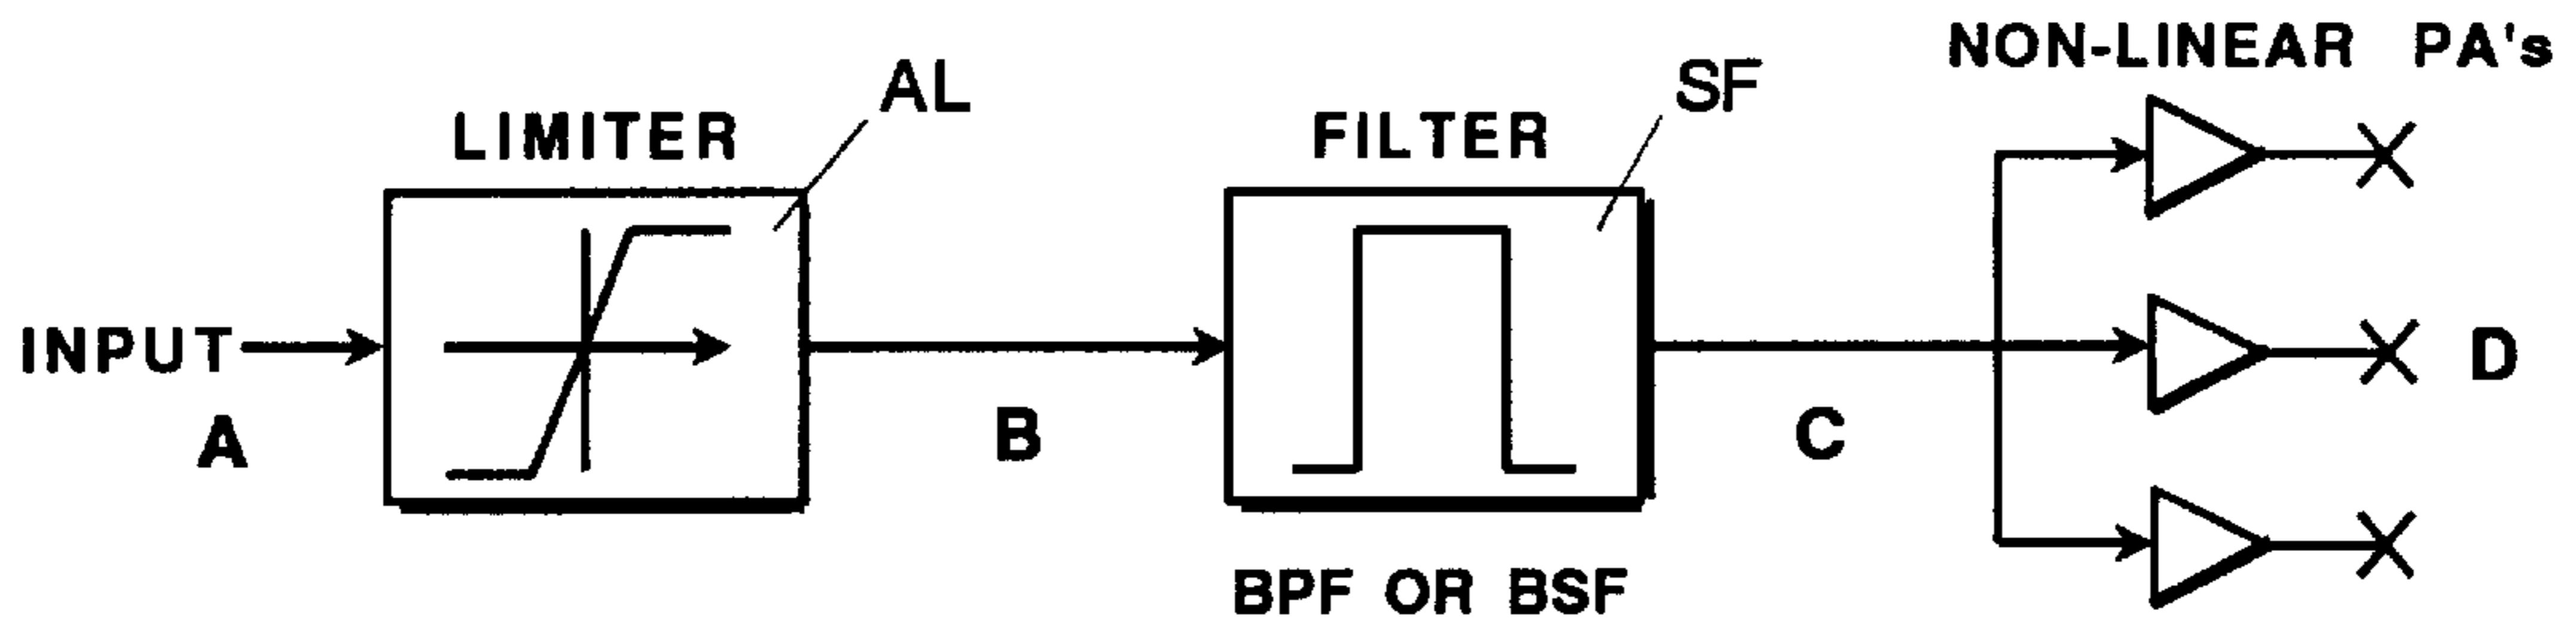 NON-LINEAR PA's
AL
SF
LIMITER
FILTER
INPUT
A
B
C
D
BPF OR BSF